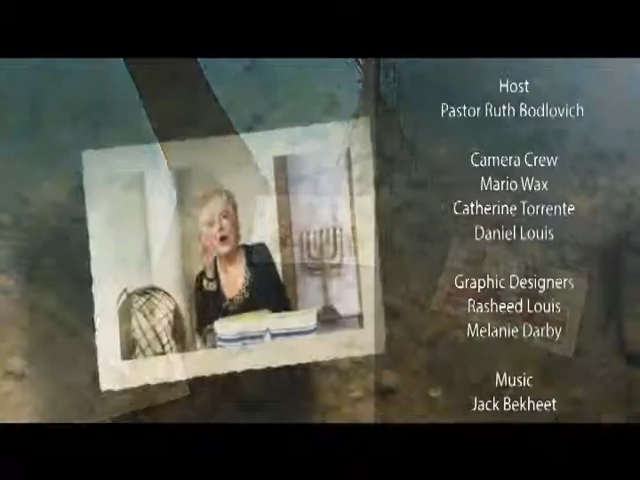 Host
Pastor Ruth Bodlovich
Camera Crew
Mario Wax
Catherine Torrente
Daniel Louis
Graphic Designers
Rasheed Louis
Melanie Darby
Music
Jack Bekheet